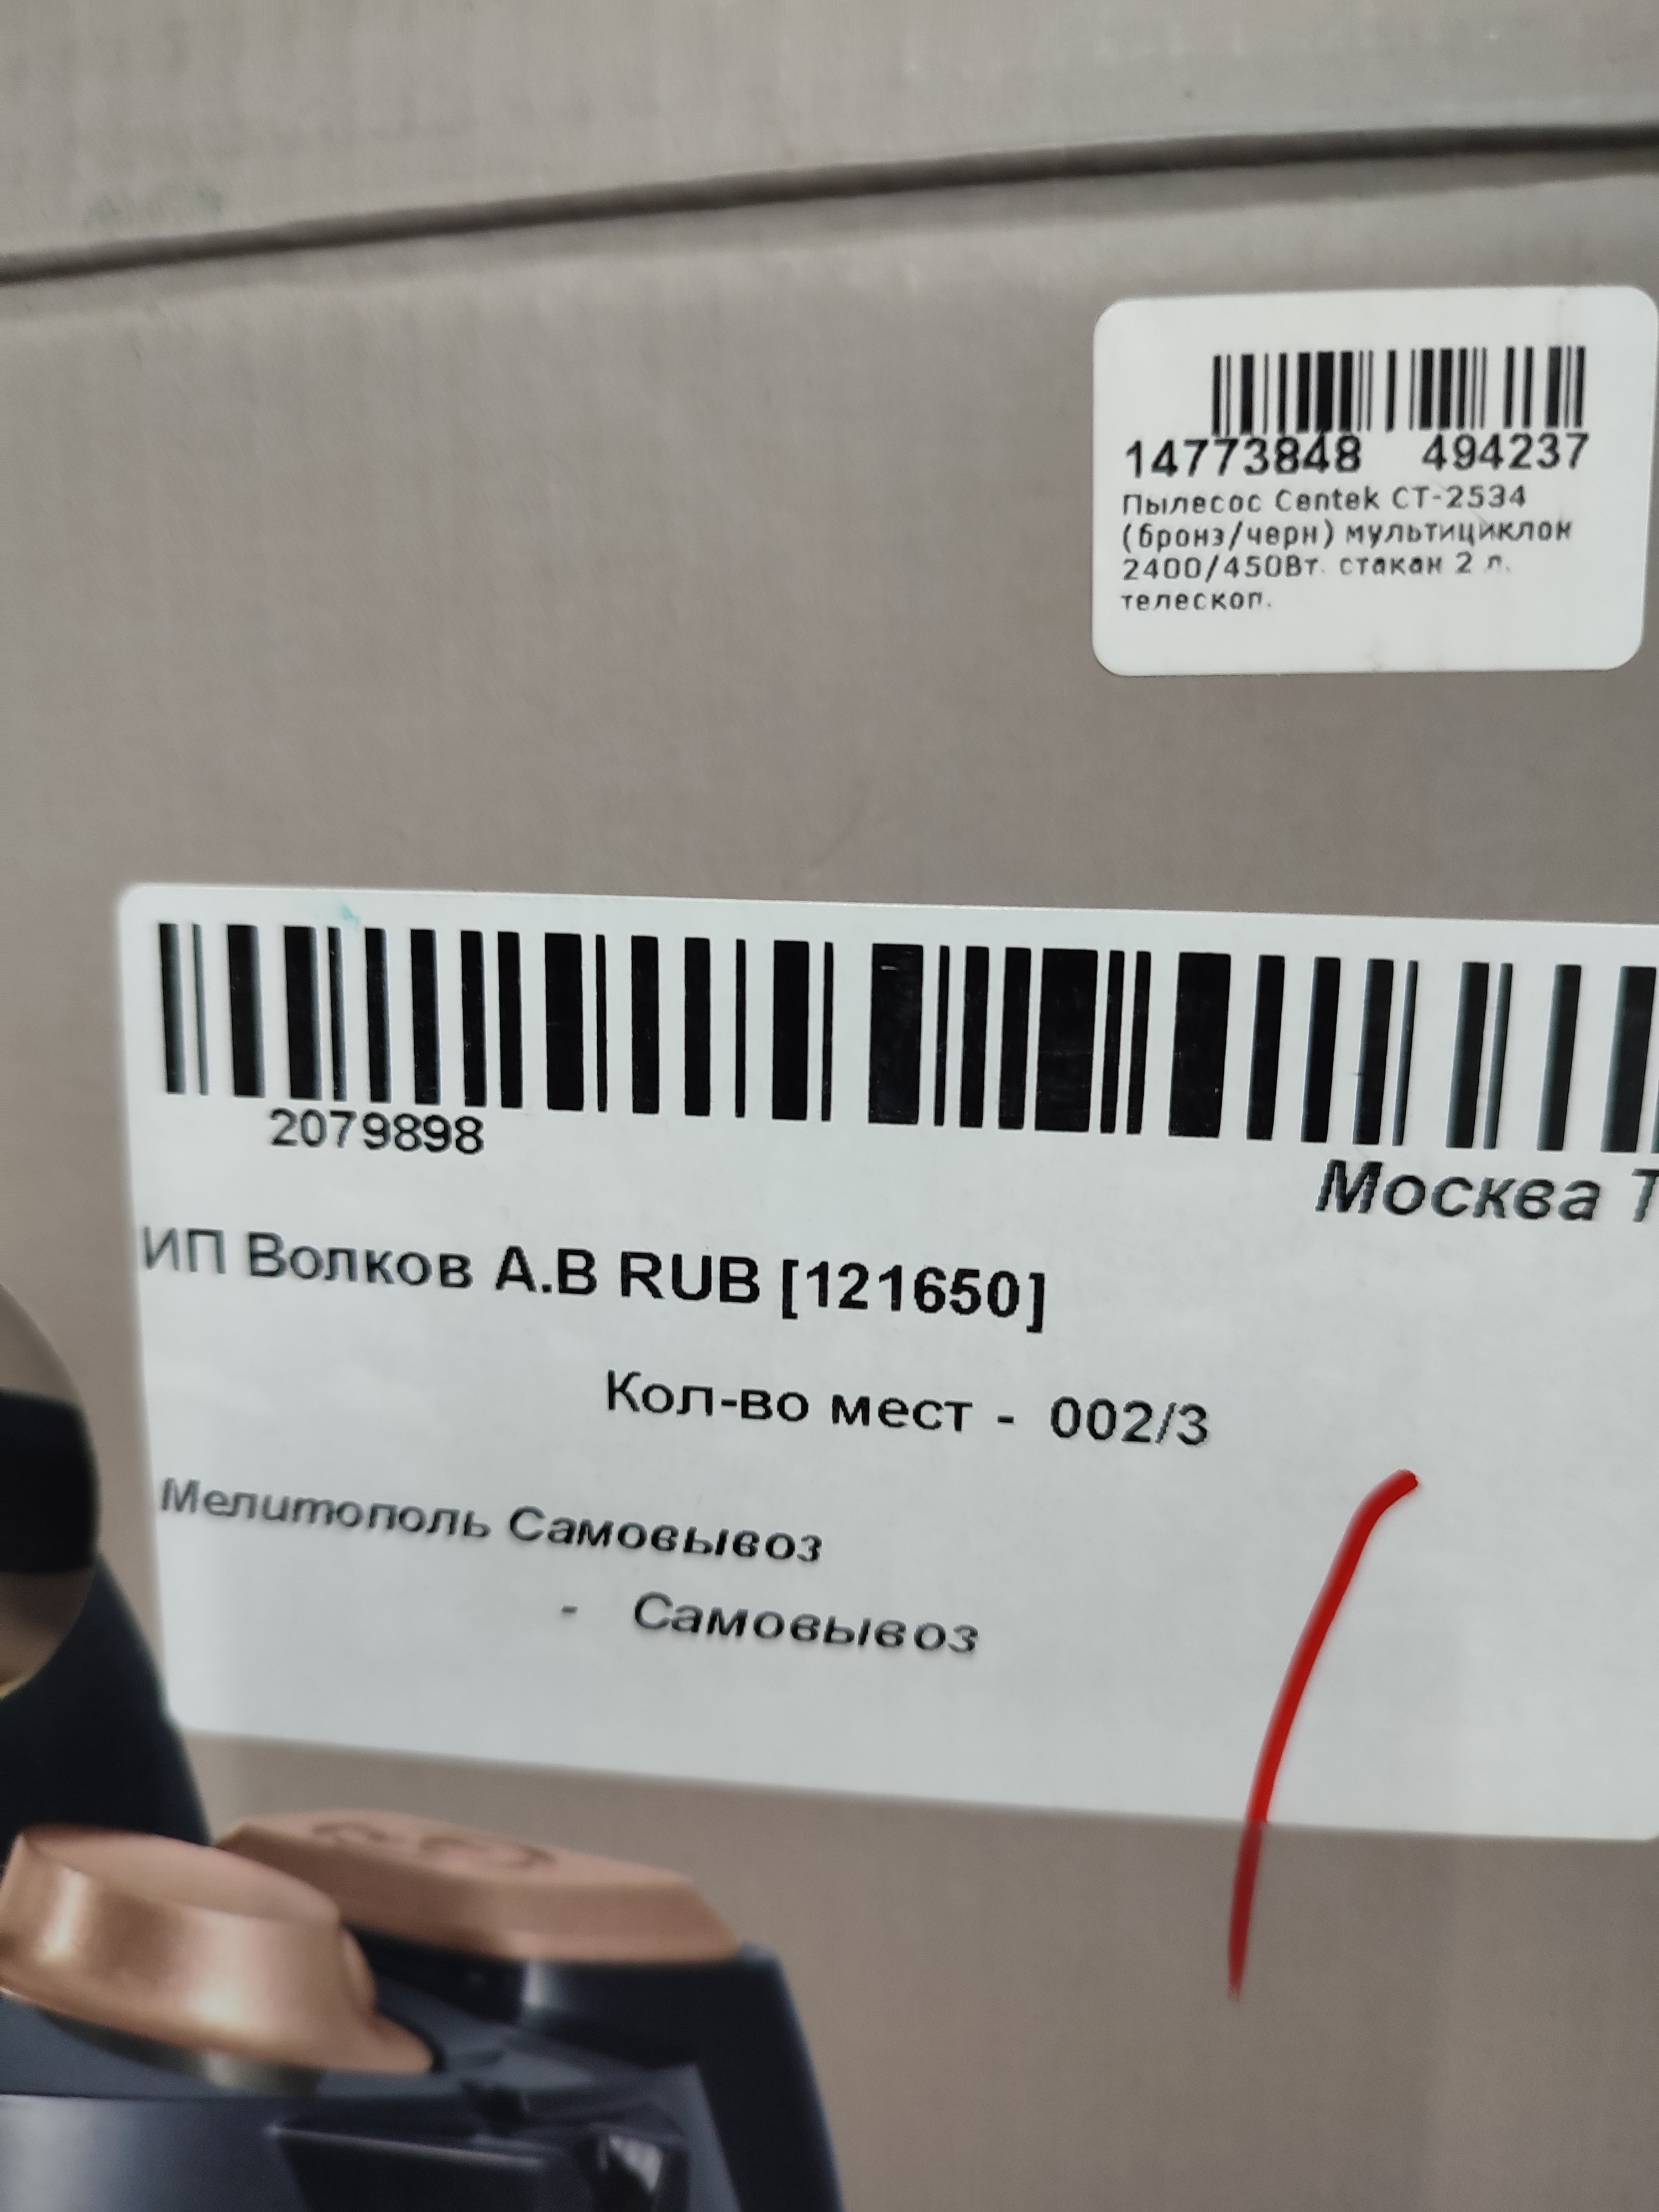 14773848 494237
Пылесос Centek CT-2534
(бронз/черн) мультициклон
2400/450Вт. стакан 2 л.
телескоп.
2079898
Москва
ИП Волков А.В RUB [121650]
Кол-во мест - 002/3
Мелитополь Самовывоз
- Самовывоз